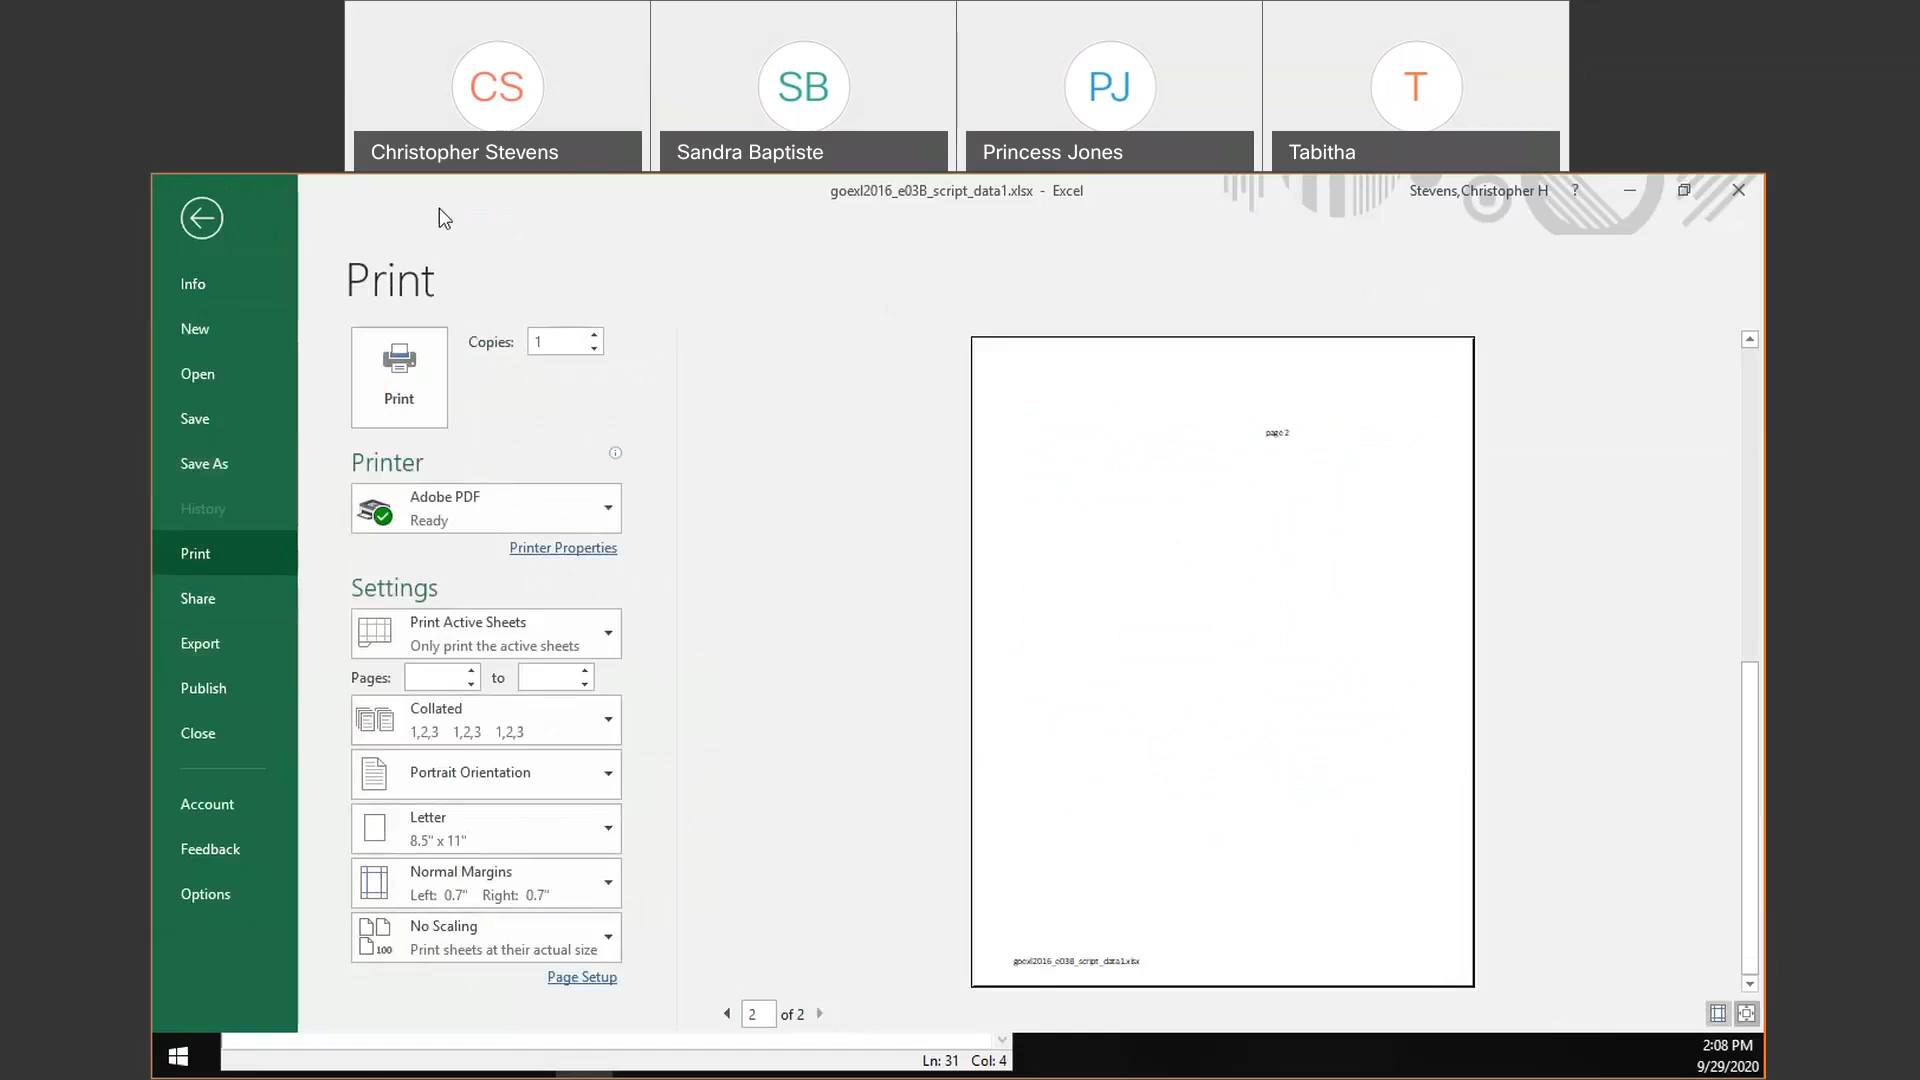 CS
SB
PJ
T
Christopher Stevens
Sandra Baptiste
Princess Jones
Tabitha
goexl2016_e03B_script_data1.xlsx - Excel
Stevens,Christopher H
?
Info
New
Open
Save
Save As
History
Print
Share
Export
Publish
Close
Account
Feedback
Options
Print
Print
Copies: 1
Printer
Adobe PDF
Ready
Printer Properties
Settings
Print Active Sheets
Only print the active sheets
Pages: to
Collated
1,2,3 1,2,3 1,2,3
Portrait Orientation
Letter
8.5" x 11"
Normal Margins
Left: 0.7" Right: 0.7"
No Scaling
100
Print sheets at their actual size
Page Setup
page 2
goexl2016_e03B_script_data1.xlsx
2 of 2
Ln: 31 Col: 4
2:08 PM
9/29/2020